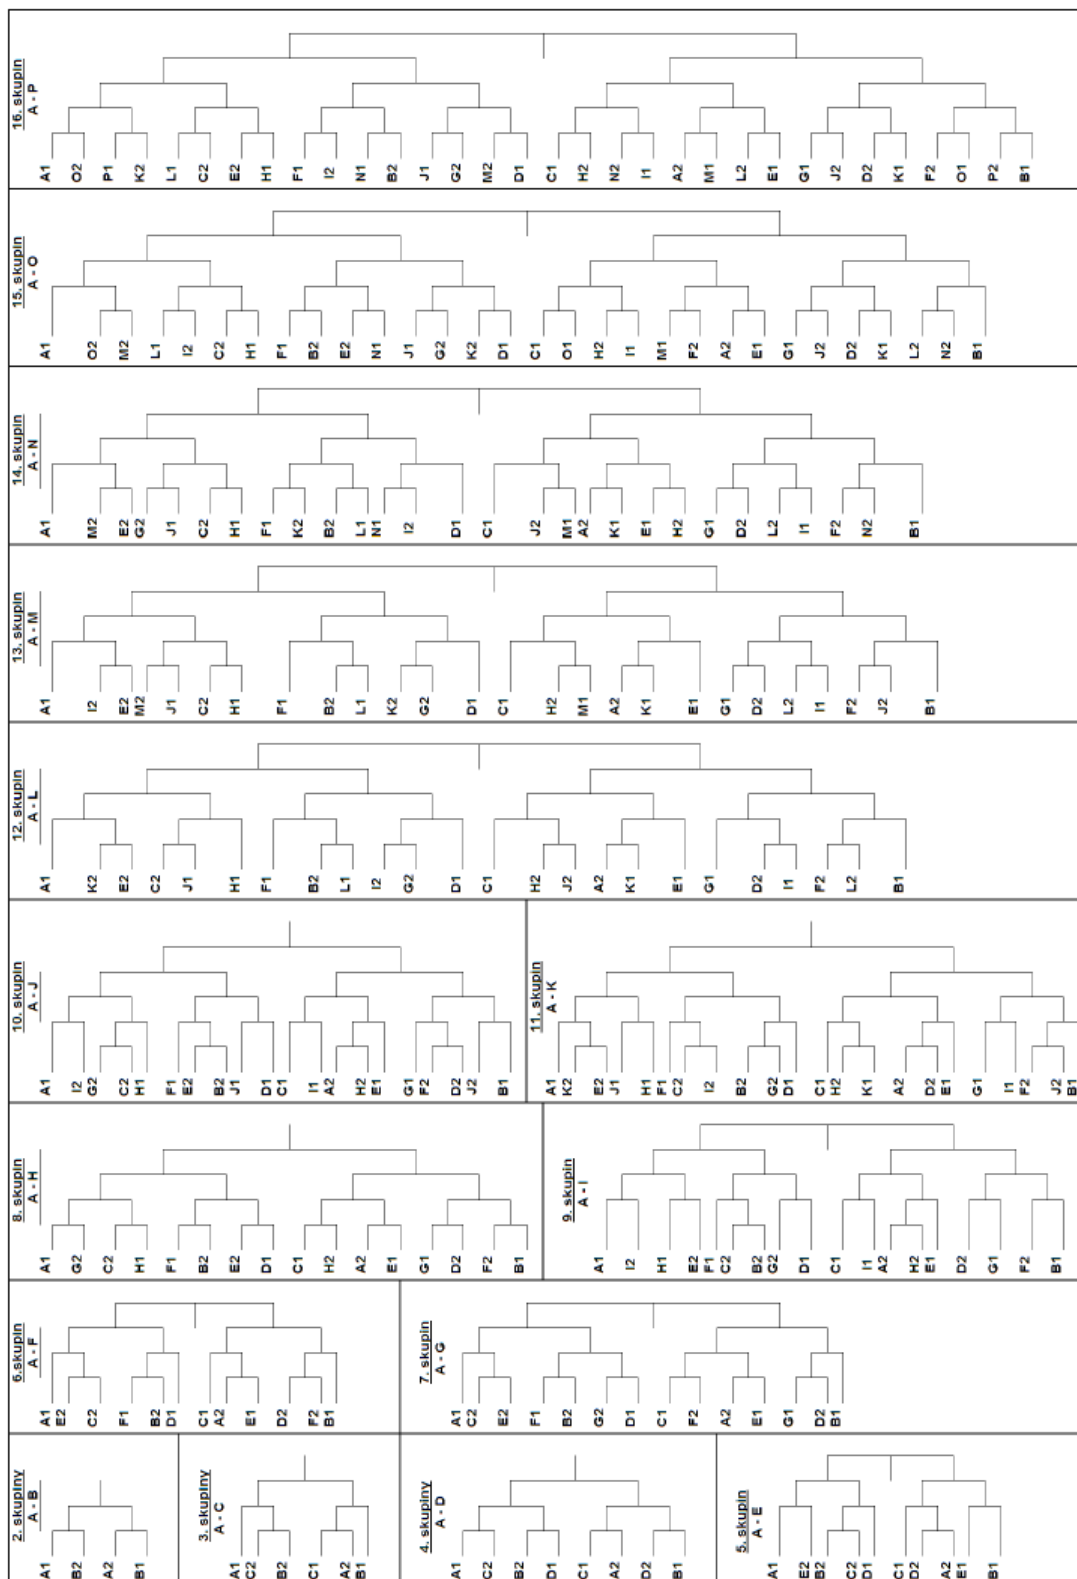 2. skupiny
A - B
A1
B2
A2
B1
3. skupiny
A - C
A1
C2
B2
C1
A2
B1
4. skupiny
A - D
A1
C2
B2
D1
C1
A2
D2
B1
5. skupin
A - E
A1
E2
B2
C2
D1
C1
D2
A2
E1
B1
6.skupin
A - F
A1
E2
C2
F1
B2
D1
C1
A2
E1
D2
F2
B1
7. skupin
A - G
A1
C2
E2
F1
B2
G2
D1
C1
F2
A2
E1
G1
D2
B1
8. skupin
A - H
A1
G2
C2
H1
F1
B2
E2
D1
C1
H2
A2
E1
G1
D2
F2
B1
9. skupin
A - I
A1
I2
H1
E2
F1
C2
B2
G2
D1
C1
I1
A2
H2
E1
D2
G1
F2
B1
10. skupin
A - J
A1
I2
G2
C2
H1
F1
E2
B2
J1
D1
C1
I1
A2
H2
E1
G1
F2
D2
J2
B1
11. skupin
A - K
A1
K2
E2
J1
H1
F1
C2
I2
B2
G2
D1
C1
H2
K1
A2
D2
E1
G1
I1
F2
J2
B1
12. skupin
A - L
A1
K2
E2
C2
J1
H1
F1
B2
L1
I2
G2
D1
C1
H2
J2
A2
K1
E1
G1
D2
I1
F2
L2
B1
13. skupin
A - M
A1
I2
E2
M2
J1
C2
H1
F1
B2
L1
K2
G2
D1
C1
H2
M1
A2
K1
E1
G1
D2
L2
I1
F2
J2
B1
14. skupin
A - N
A1
M2
E2
G2
J1
C2
H1
F1
K2
B2
L1
N1
I2
D1
C1
J2
M1
A2
K1
E1
H2
G1
D2
L2
I1
F2
N2
B1
15. skupin
A - O
A1
O2
M2
L1
I2
C2
H1
F1
B2
E2
N1
J1
G2
K2
D1
C1
O1
H2
I1
M1
F2
A2
E1
G1
J2
D2
K1
L2
N2
B1
16. skupin
A - P
A1
O2
P1
K2
L1
C2
E2
H1
F1
I2
N1
B2
J1
G2
M2
D1
C1
H2
N2
I1
A2
M1
L2
E1
G1
J2
D2
K1
F2
O1
P2
B1